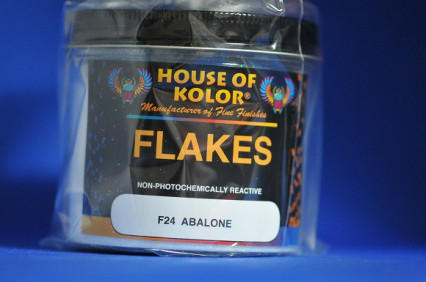 HOUSE OF
KOLOR®
Manufacturer of Fine Finishes
FLAKES
NON-PHOTOCHEMICALLY REACTIVE
F24 ABALONE